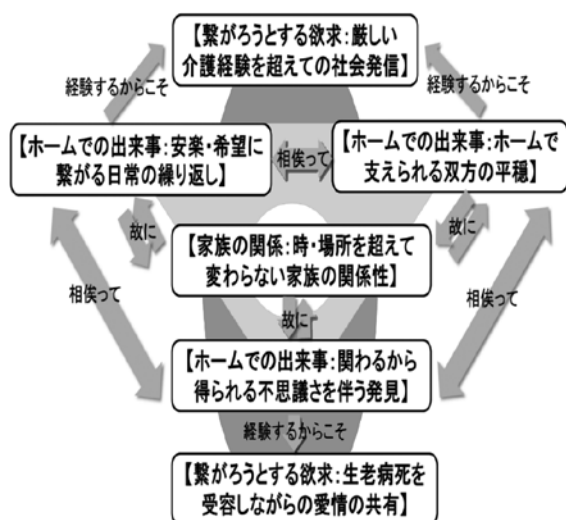 【繋がろうとする欲求：厳しい
介護経験を超えての社会発信】
経験するからこそ
経験するからこそ
【ホームでの出来事：安楽・希望に
繋がる日常の繰り返し】
相俟って
【ホームでの出来事：ホームで
支えられる双方の平穏】
故に
故に
【家族の関係：時・場所を超えて
変わらない家族の関係性】
相俟って
相俟って
故に
【ホームでの出来事：関わるから
得られる不思議さを伴う発見】
経験するからこそ
【繋がろうとする欲求：生老病死を
受容しながらの愛情の共有】